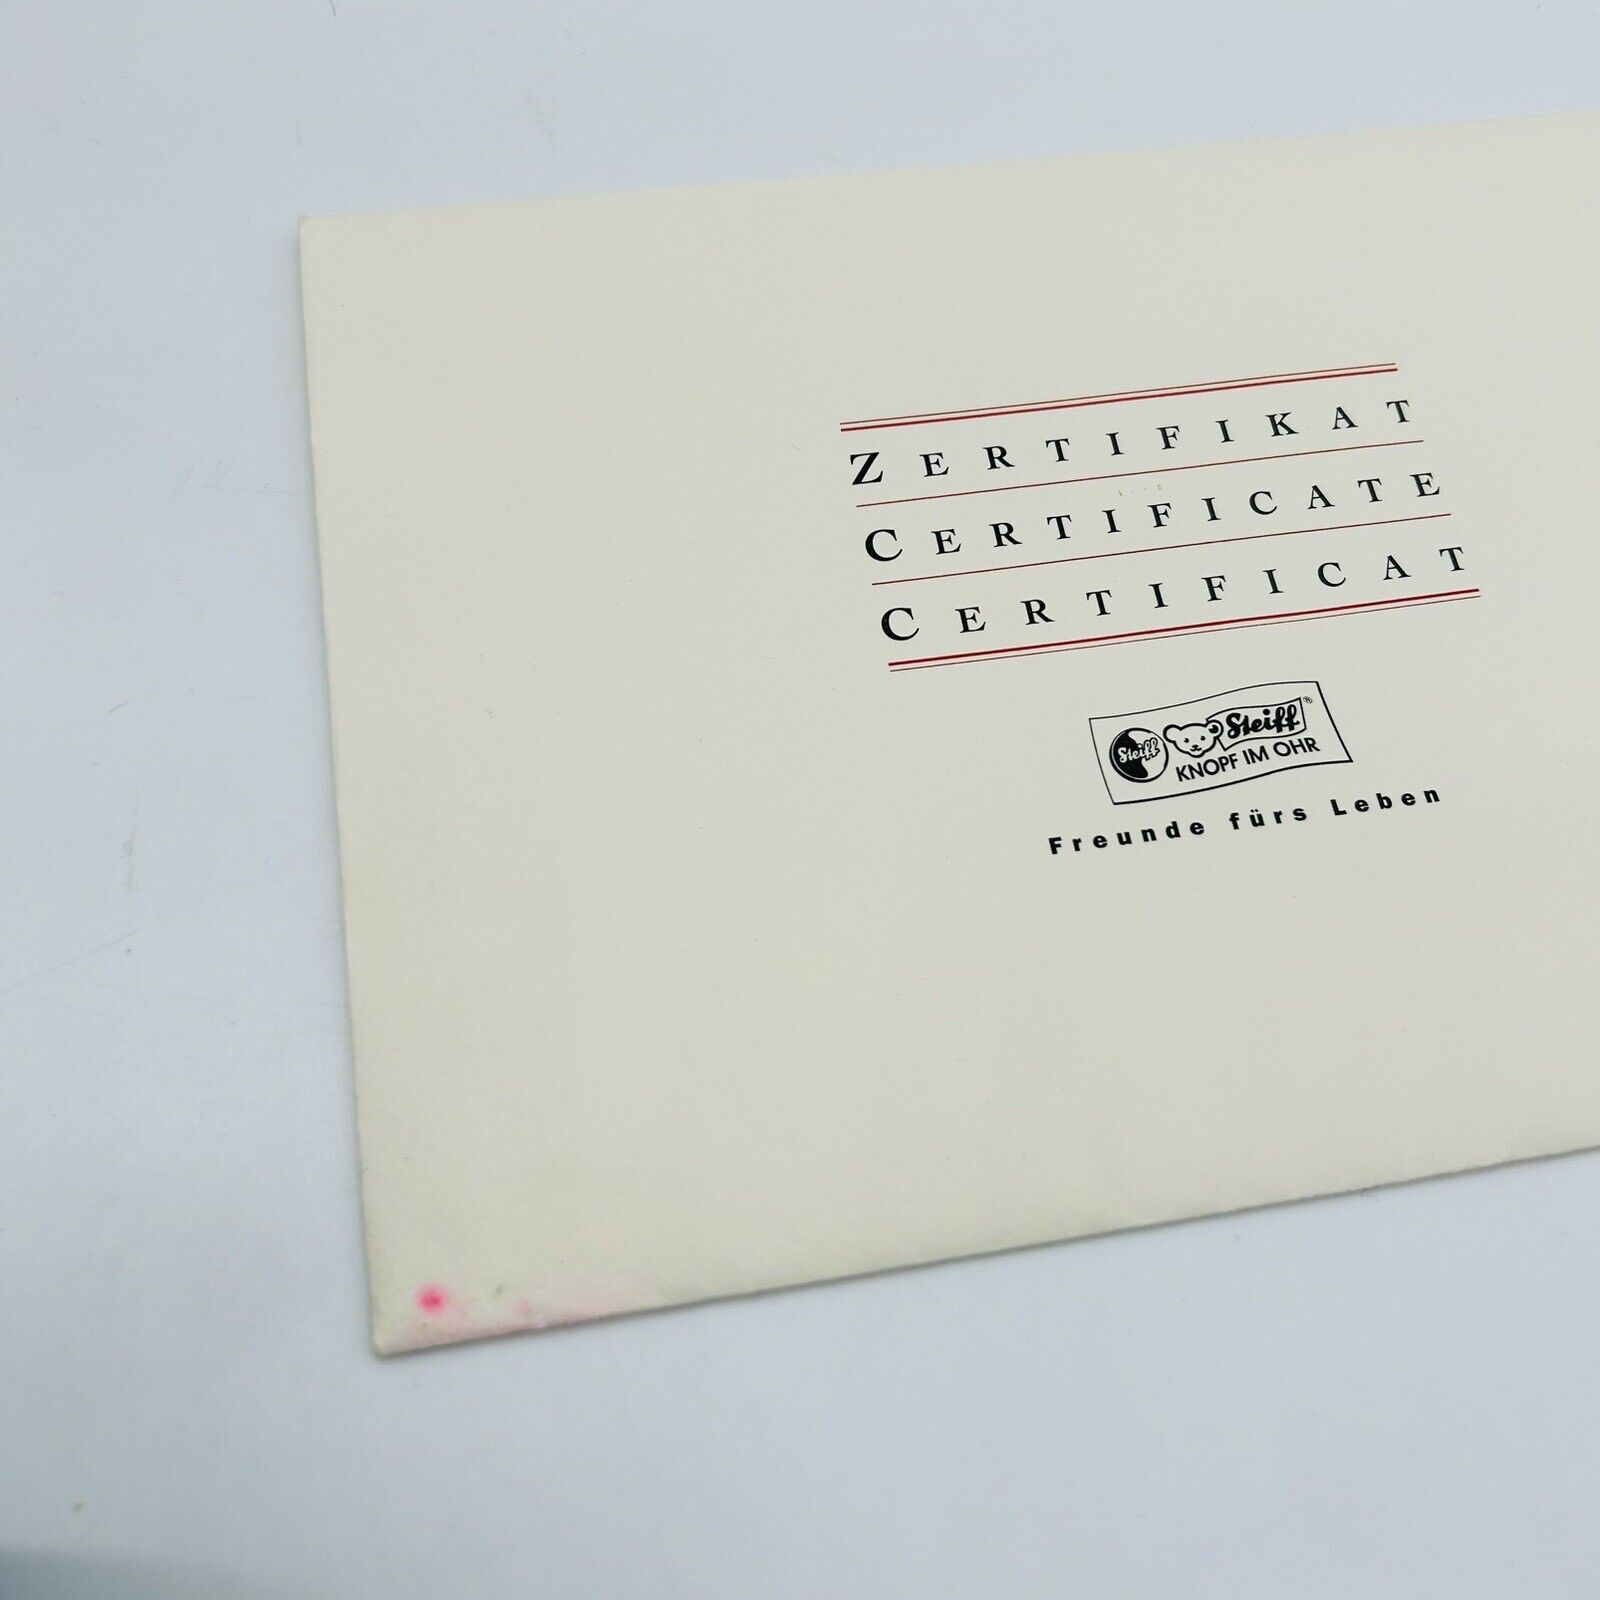 ZERTIFIKAT
CERTIFICATE
CERTIFICAT
Steiff
Steiff®
KNOPF IM OHR
Freunde fürs Leben